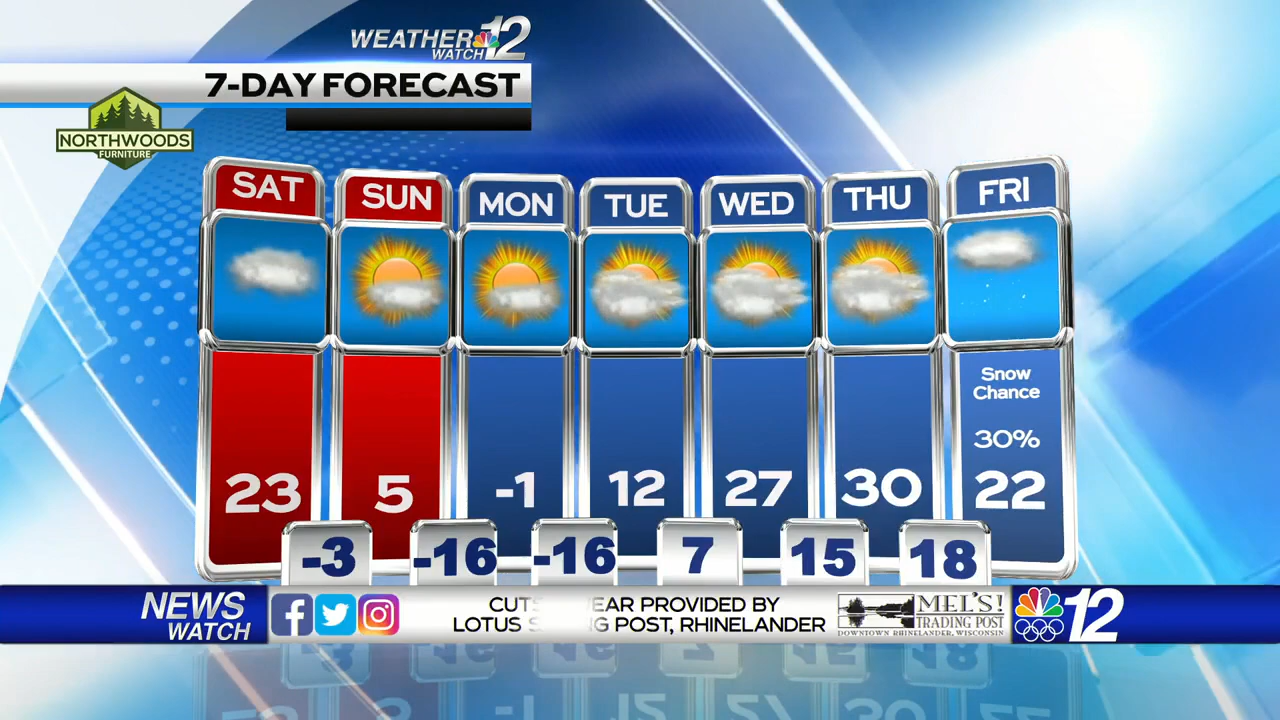 WEATHER
WATCH 12
7-DAY FORECAST
NORTHWOODS
FURNITURE
SAT SUN MON TUE WED THU FRI
Snow
Chance
30%
23 5 -1 12 27 30 22
-3 -16 -16 7 15 18
NEWS
WATCH
PROVIDED BY
LOTUS POST, RHINELANDER
MEL'S!
TRADING POST
DOWNTOWN RHINELANDER, WISCONSIN
12